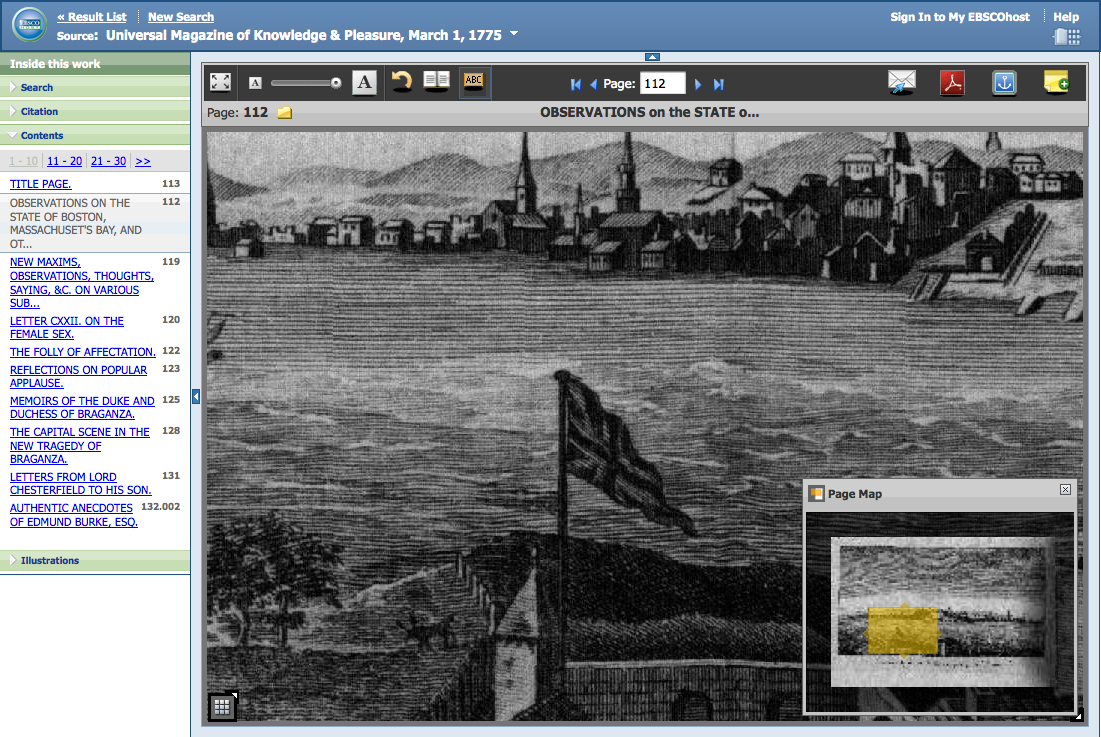 EBSCO
HOST
« Result List
New Search
Sign In to My EBSCOhost
Help
Source: Universal Magazine of Knowledge & Pleasure, March 1, 1775
Inside this work
Search
Citation
Contents
1 - 10 11 - 20 21 - 30 >>
TITLE PAGE. 113
OBSERVATIONS ON THE 112
STATE OF BOSTON,
MASSACHUSET'S BAY, AND
OT...
NEW MAXIMS, 119
OBSERVATIONS, THOUGHTS,
SAYING, &C. ON VARIOUS
SUB...
LETTER CXXII. ON THE 120
FEMALE SEX.
THE FOLLY OF AFFECTATION. 122
REFLECTIONS ON POPULAR 123
APPLAUSE.
MEMOIRS OF THE DUKE AND 125
DUCHESS OF BRAGANZA.
THE CAPITAL SCENE IN THE 128
NEW TRAGEDY OF
BRAGANZA.
LETTERS FROM LORD 131
CHESTERFIELD TO HIS SON.
AUTHENTIC ANECDOTES 132.002
OF EDMUND BURKE, ESQ.
Illustrations
A A ABC Page: 112
Page: 112 OBSERVATIONS on the STATE o...
Page Map